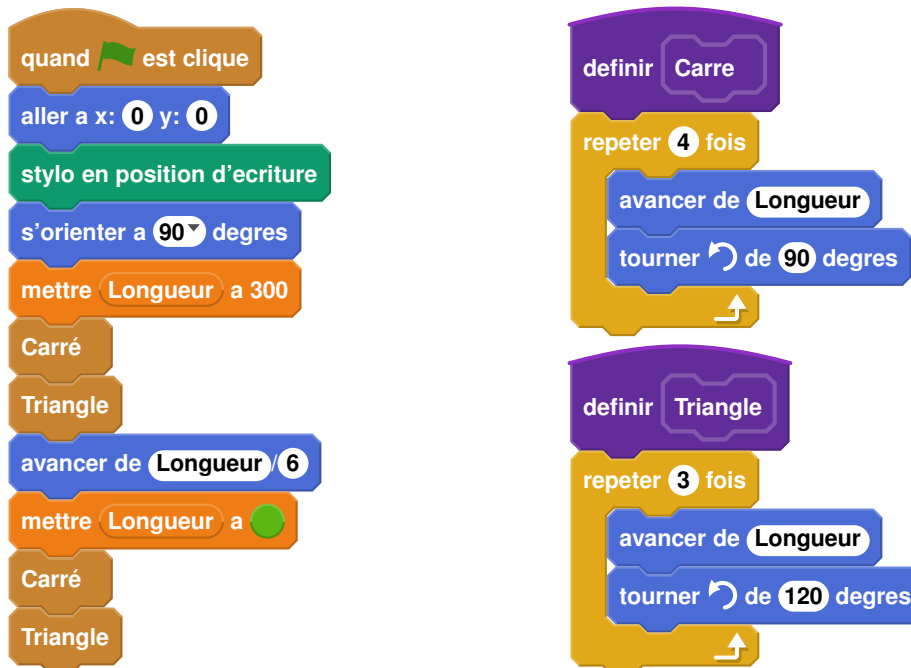 quand est clique
aller a x: 0 y: 0
stylo en position d'ecriture
s'orienter a 90 degres
mettre Longueur a 300
Carré
Triangle
avancer de Longueur/6
mettre Longueur a
Carré
Triangle
definir Carre
repeter 4 fois
avancer de Longueur
tourner de 90 degres
definir Triangle
repeter 3 fois
avancer de Longueur
tourner de 120 degres